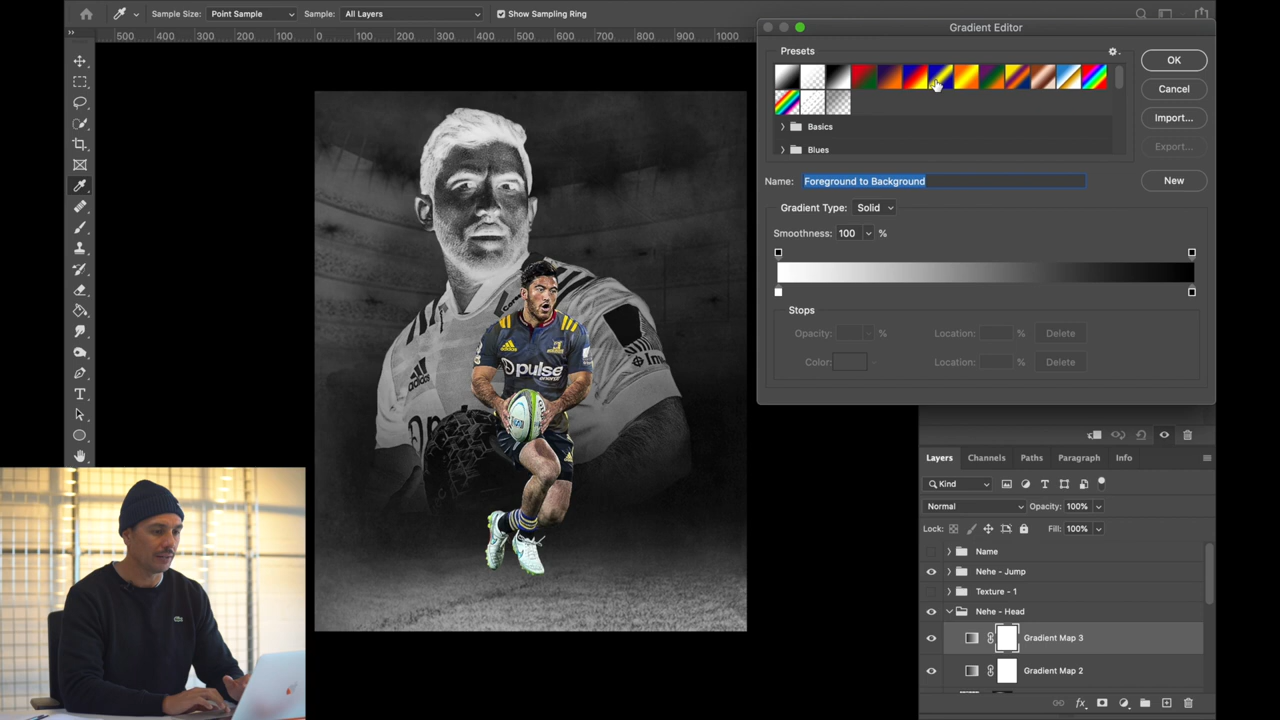 Sample Size: Point Sample Sample: All Layers Show Sampling Ring
500 400 300 200 100 0 100 200 300 400 500 600 700 800 900 1000
Gradient Editor
Presets
OK
Cancel
Import...
Export...
Basics
Blues
Name: Foreground to Background
New
Gradient Type: Solid
Smoothness: 100 %
Stops
Opacity: % Location: % Delete
Color: Location: % Delete
adidas
pulse
energy
adidas
Layers Channels Paths Paragraph Info
Kind
Normal Opacity: 100%
Lock: Fill: 100%
Name
Nehe - Jump
Texture - 1
Nehe - Head
Gradient Map 3
Gradient Map 2